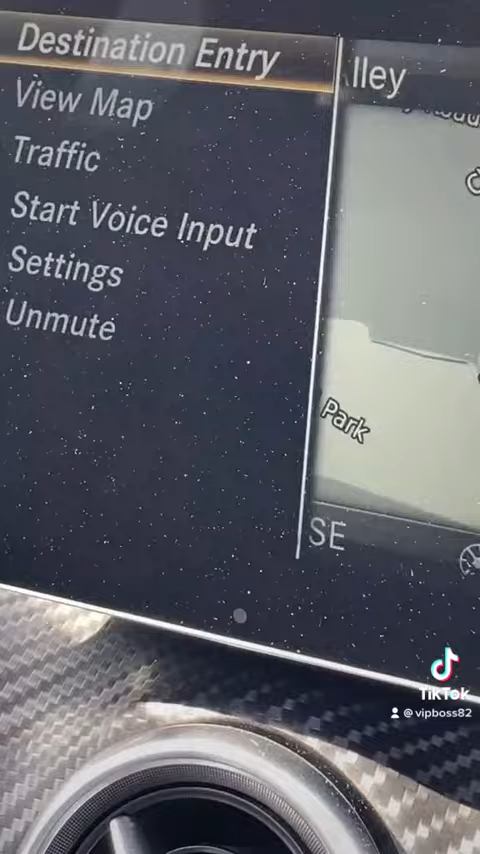 Destination Entry
lley
View Map
Traffic
Start Voice Input
Settings
Unmute
Park
SE
TikTok
@vipboss82